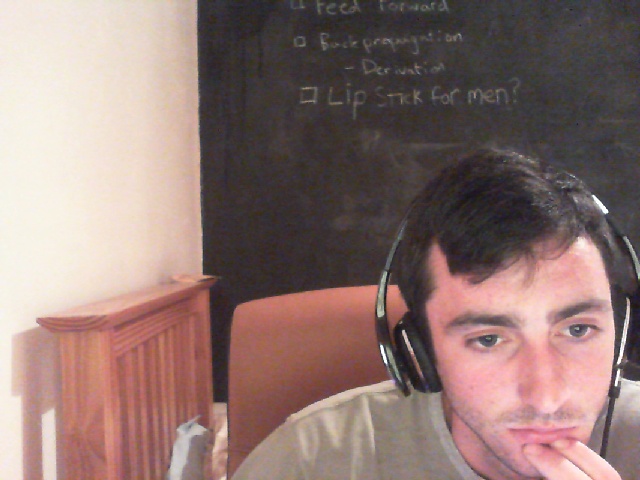 Feed Forward
Backpropagation
- Derivation
Lip Stick for men?